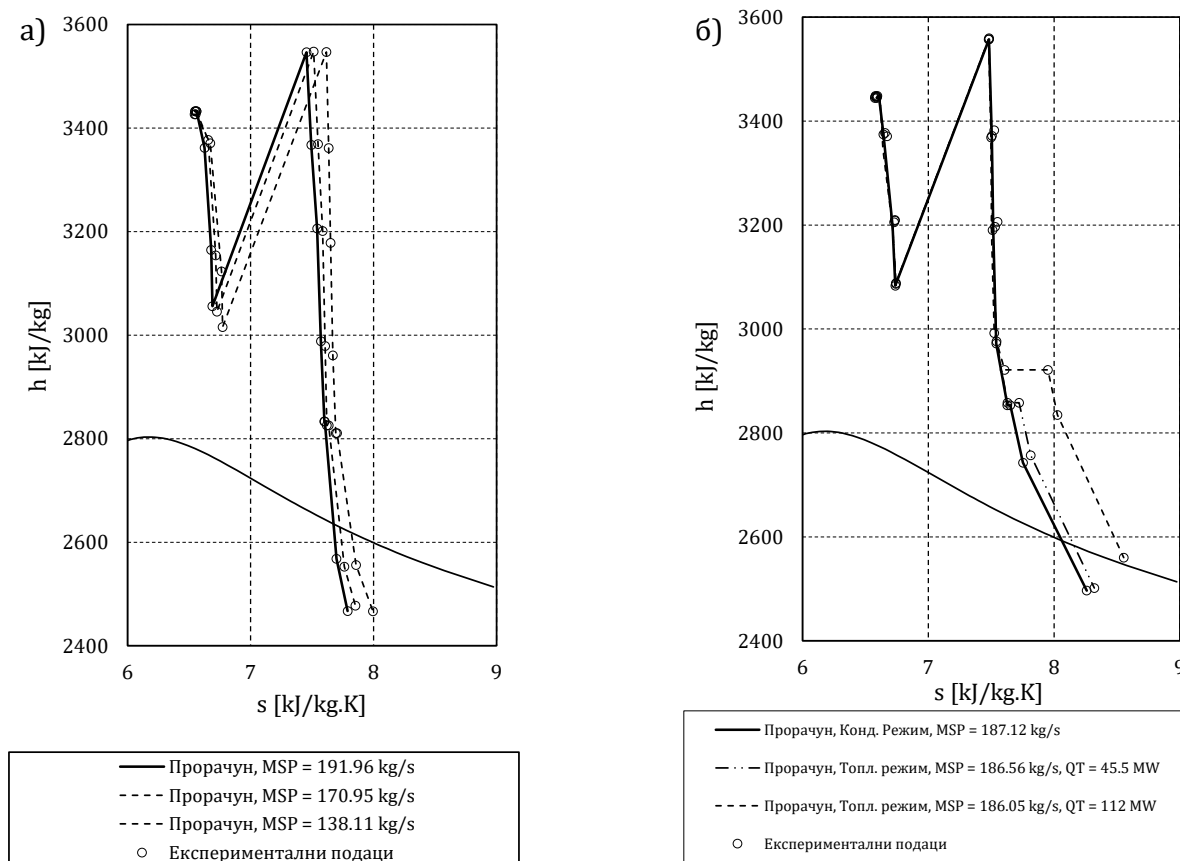 а)
3600
3400
3200
3000
2800
2600
2400
h [kJ/kg]
6
7
8
9
s [kJ/kg.K]
Прорачун, MSP = 191.96 kg/s
Прорачун, MSP = 170.95 kg/s
Прорачун, MSP = 138.11 kg/s
Експериментални подаци
б)
3600
3400
3200
3000
2800
2600
2400
h [kJ/kg]
6
7
8
9
s [kJ/kg.K]
Прорачун, Конд. Режим, MSP = 187.12 kg/s
Прорачун, Топл. режим, MSP = 186.56 kg/s, QT = 45.5 MW
Прорачун, Топл. режим, MSP = 186.05 kg/s, QT = 112 MW
Експериментални подаци